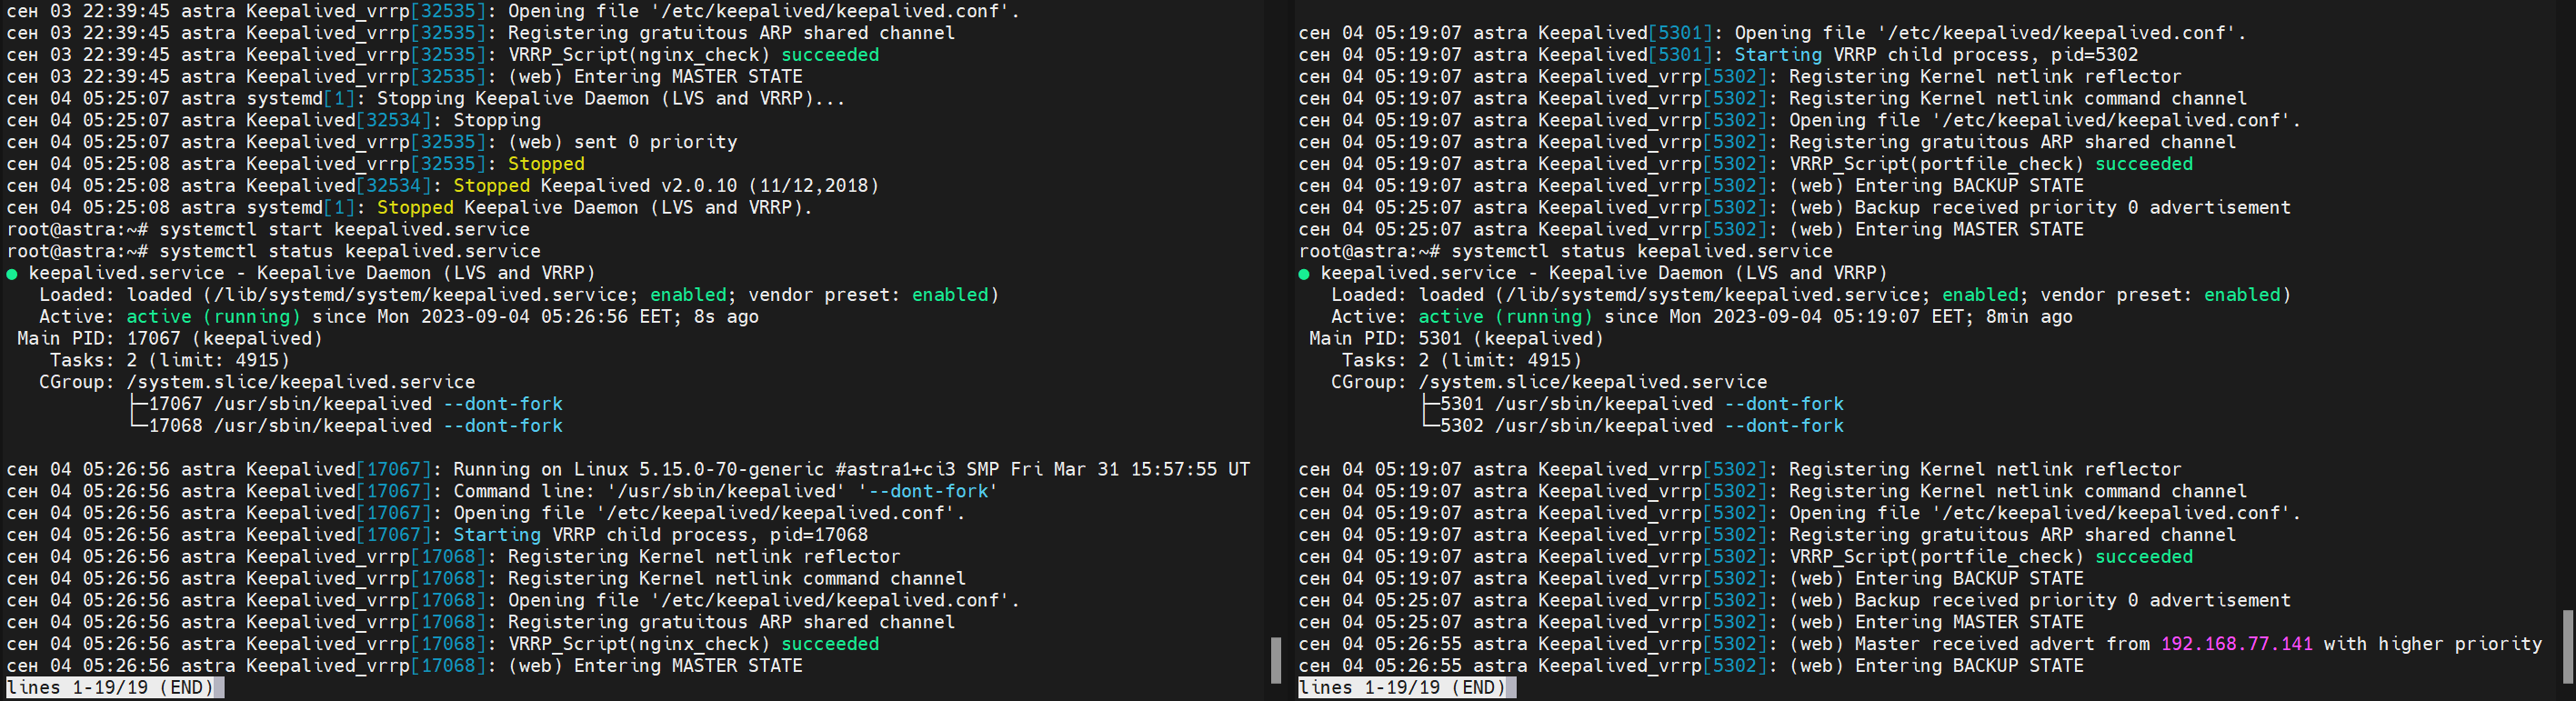 сен 03 22:39:45 astra Keepalived_vrrp[32535]: Opening file '/etc/keepalived/keepalived.conf'.
сен 03 22:39:45 astra Keepalived_vrrp[32535]: Registering gratuitous ARP shared channel
сен 03 22:39:45 astra Keepalived_vrrp[32535]: VRRP_Script(nginx_check) succeeded
сен 03 22:39:45 astra Keepalived_vrrp[32535]: (web) Entering MASTER STATE
сен 04 05:25:07 astra systemd[1]: Stopping Keepalive Daemon (LVS and VRRP)...
сен 04 05:25:07 astra Keepalived[32534]: Stopping
сен 04 05:25:07 astra Keepalived_vrrp[32535]: (web) sent 0 priority
сен 04 05:25:08 astra Keepalived_vrrp[32535]: Stopped
сен 04 05:25:08 astra Keepalived[32534]: Stopped Keepalived v2.0.10 (11/12,2018)
сен 04 05:25:08 astra systemd[1]: Stopped Keepalive Daemon (LVS and VRRP).
root@astra:~# systemctl start keepalived.service
root@astra:~# systemctl status keepalived.service
● keepalived.service - Keepalive Daemon (LVS and VRRP)
   Loaded: loaded (/lib/systemd/system/keepalived.service; enabled; vendor preset: enabled)
   Active: active (running) since Mon 2023-09-04 05:26:56 EET; 8s ago
 Main PID: 17067 (keepalived)
    Tasks: 2 (limit: 4915)
   CGroup: /system.slice/keepalived.service
           ├─17067 /usr/sbin/keepalived --dont-fork
           └─17068 /usr/sbin/keepalived --dont-fork
сен 04 05:26:56 astra Keepalived[17067]: Running on Linux 5.15.0-70-generic #astra1+ci3 SMP Fri Mar 31 15:57:55 UT
сен 04 05:26:56 astra Keepalived[17067]: Command line: '/usr/sbin/keepalived' '--dont-fork'
сен 04 05:26:56 astra Keepalived[17067]: Opening file '/etc/keepalived/keepalived.conf'.
сен 04 05:26:56 astra Keepalived[17067]: Starting VRRP child process, pid=17068
сен 04 05:26:56 astra Keepalived_vrrp[17068]: Registering Kernel netlink reflector
сен 04 05:26:56 astra Keepalived_vrrp[17068]: Registering Kernel netlink command channel
сен 04 05:26:56 astra Keepalived_vrrp[17068]: Opening file '/etc/keepalived/keepalived.conf'.
сен 04 05:26:56 astra Keepalived_vrrp[17068]: Registering gratuitous ARP shared channel
сен 04 05:26:56 astra Keepalived_vrrp[17068]: VRRP_Script(nginx_check) succeeded
сен 04 05:26:56 astra Keepalived_vrrp[17068]: (web) Entering MASTER STATE
lines 1-19/19 (END)
сен 04 05:19:07 astra Keepalived[5301]: Opening file '/etc/keepalived/keepalived.conf'.
сен 04 05:19:07 astra Keepalived[5301]: Starting VRRP child process, pid=5302
сен 04 05:19:07 astra Keepalived_vrrp[5302]: Registering Kernel netlink reflector
сен 04 05:19:07 astra Keepalived_vrrp[5302]: Registering Kernel netlink command channel
сен 04 05:19:07 astra Keepalived_vrrp[5302]: Opening file '/etc/keepalived/keepalived.conf'.
сен 04 05:19:07 astra Keepalived_vrrp[5302]: Registering gratuitous ARP shared channel
сен 04 05:19:07 astra Keepalived_vrrp[5302]: VRRP_Script(portfile_check) succeeded
сен 04 05:19:07 astra Keepalived_vrrp[5302]: (web) Entering BACKUP STATE
сен 04 05:25:07 astra Keepalived_vrrp[5302]: (web) Backup received priority 0 advertisement
сен 04 05:25:07 astra Keepalived_vrrp[5302]: (web) Entering MASTER STATE
root@astra:~# systemctl status keepalived.service
● keepalived.service - Keepalive Daemon (LVS and VRRP)
   Loaded: loaded (/lib/systemd/system/keepalived.service; enabled; vendor preset: enabled)
   Active: active (running) since Mon 2023-09-04 05:19:07 EET; 8min ago
 Main PID: 5301 (keepalived)
    Tasks: 2 (limit: 4915)
   CGroup: /system.slice/keepalived.service
           ├─5301 /usr/sbin/keepalived --dont-fork
           └─5302 /usr/sbin/keepalived --dont-fork
сен 04 05:19:07 astra Keepalived_vrrp[5302]: Registering Kernel netlink reflector
сен 04 05:19:07 astra Keepalived_vrrp[5302]: Registering Kernel netlink command channel
сен 04 05:19:07 astra Keepalived_vrrp[5302]: Opening file '/etc/keepalived/keepalived.conf'.
сен 04 05:19:07 astra Keepalived_vrrp[5302]: Registering gratuitous ARP shared channel
сен 04 05:19:07 astra Keepalived_vrrp[5302]: VRRP_Script(portfile_check) succeeded
сен 04 05:19:07 astra Keepalived_vrrp[5302]: (web) Entering BACKUP STATE
сен 04 05:25:07 astra Keepalived_vrrp[5302]: (web) Backup received priority 0 advertisement
сен 04 05:25:07 astra Keepalived_vrrp[5302]: (web) Entering MASTER STATE
сен 04 05:26:55 astra Keepalived_vrrp[5302]: (web) Master received advert from 192.168.77.141 with higher priority
сен 04 05:26:55 astra Keepalived_vrrp[5302]: (web) Entering BACKUP STATE
lines 1-19/19 (END)